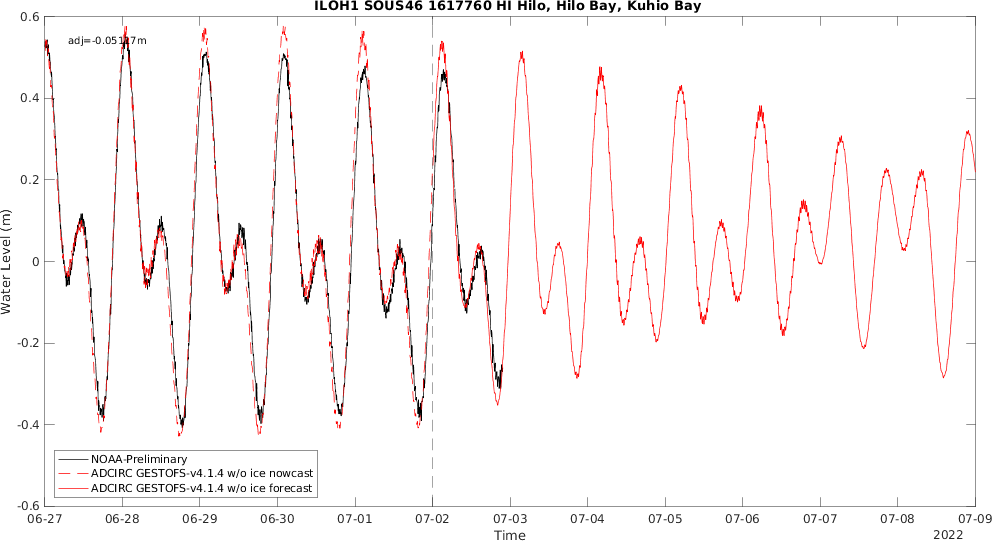 ILOH1 SOUS46 1617760 HI Hilo, Hilo Bay, Kuhio Bay
adj=-0.05127m
0.6
0.4
0.2
0
-0.2
-0.4
-0.6
Water Level (m)
NOAA-Preliminary
ADCIRC GESTOFS-v4.1.4 w/o ice nowcast
ADCIRC GESTOFS-v4.1.4 w/o ice forecast
06-27 06-28 06-29 06-30 07-01 07-02 07-03 07-04 07-05 07-06 07-07 07-08 07-09
Time
2022